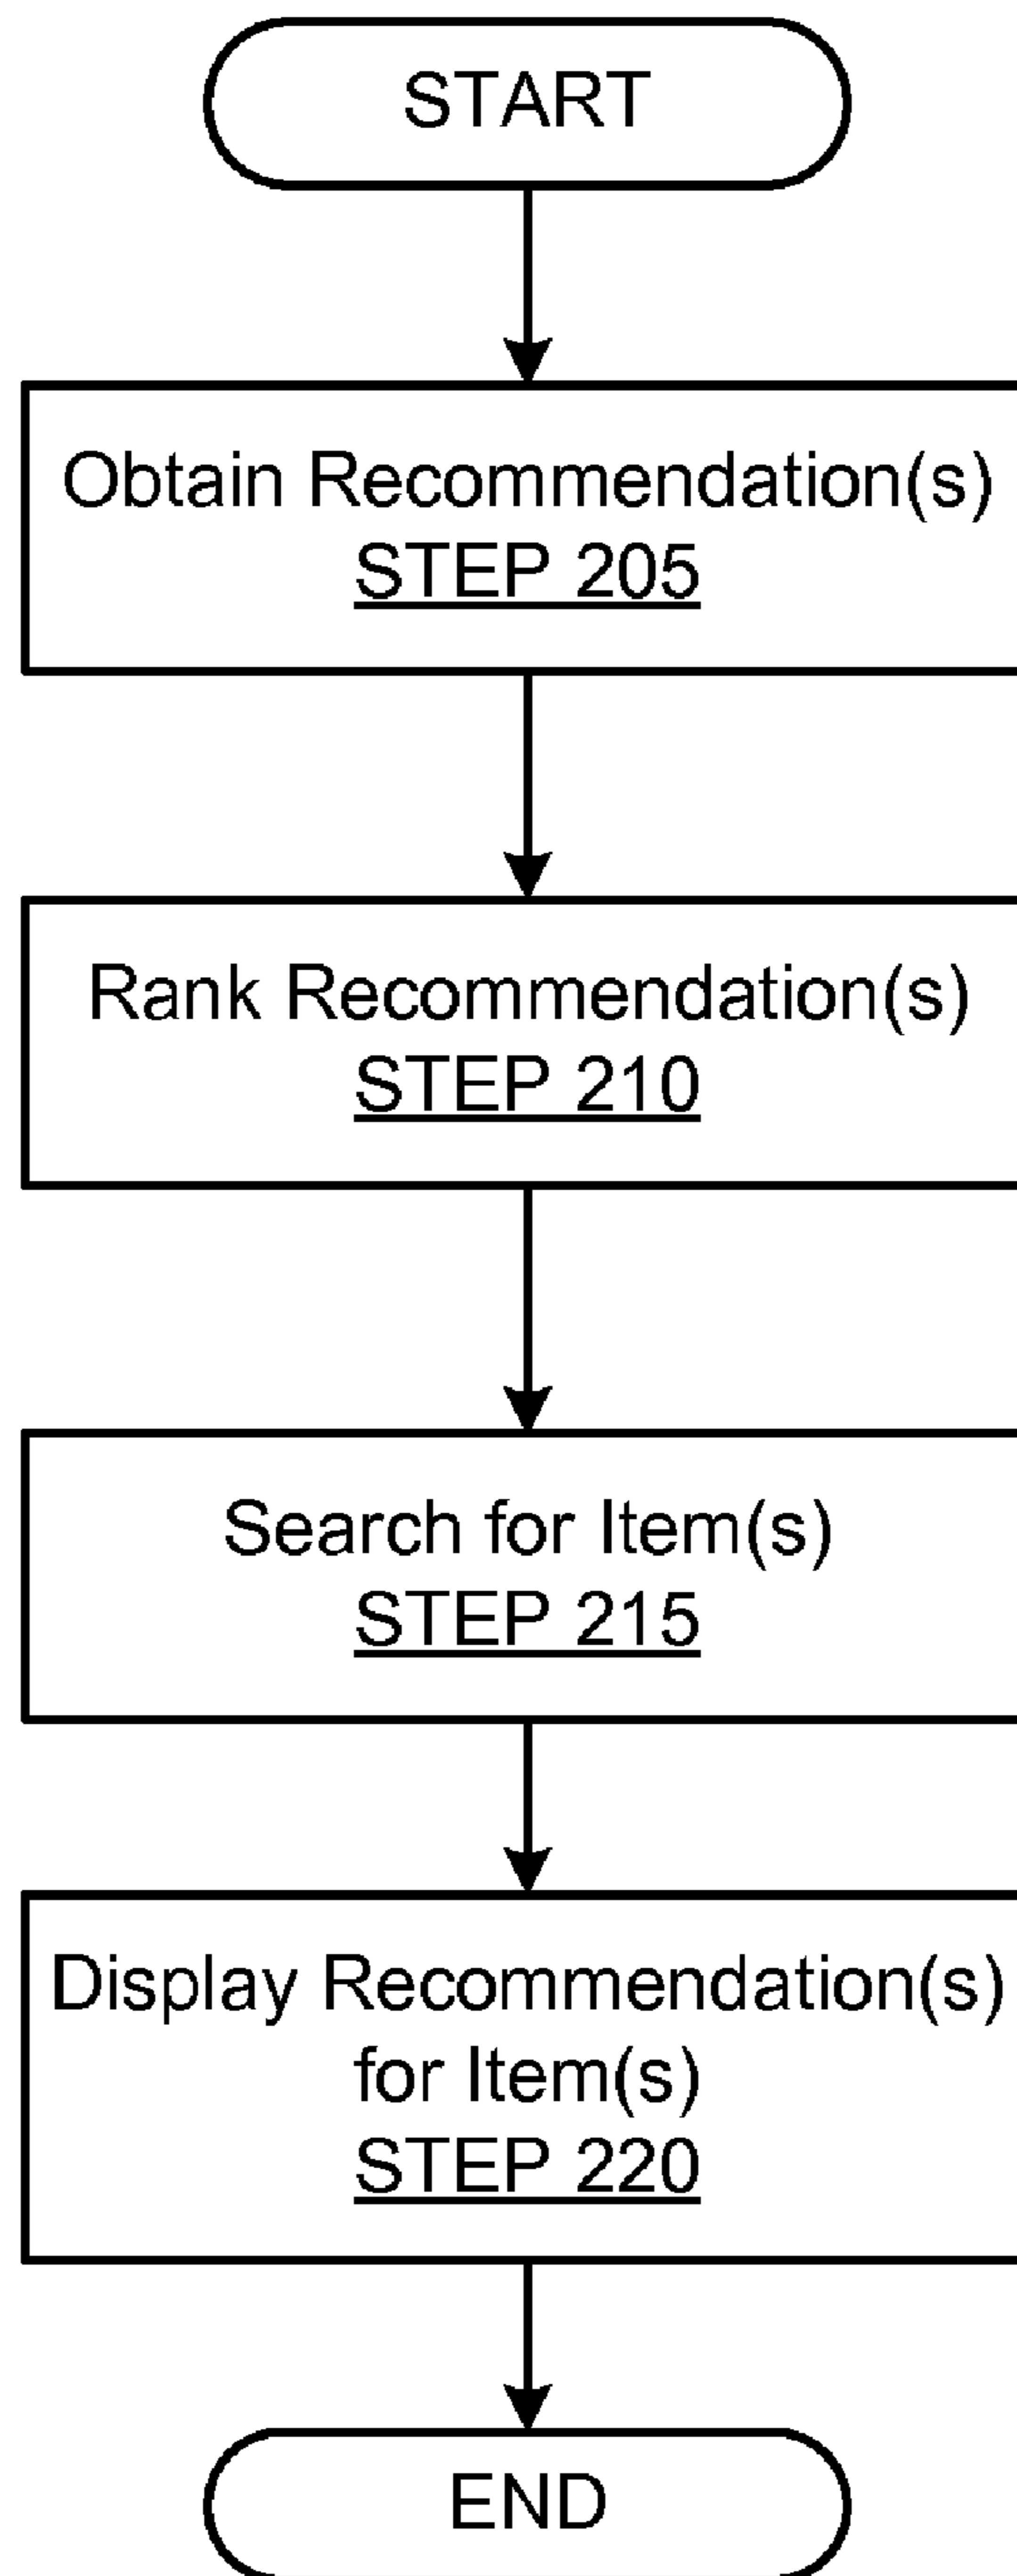 START
Obtain Recommendation(s)
STEP 205
Rank Recommendation(s)
STEP 210
Search for Item(s)
STEP 215
Display Recommendation(s)
for Item(s)
STEP 220
END